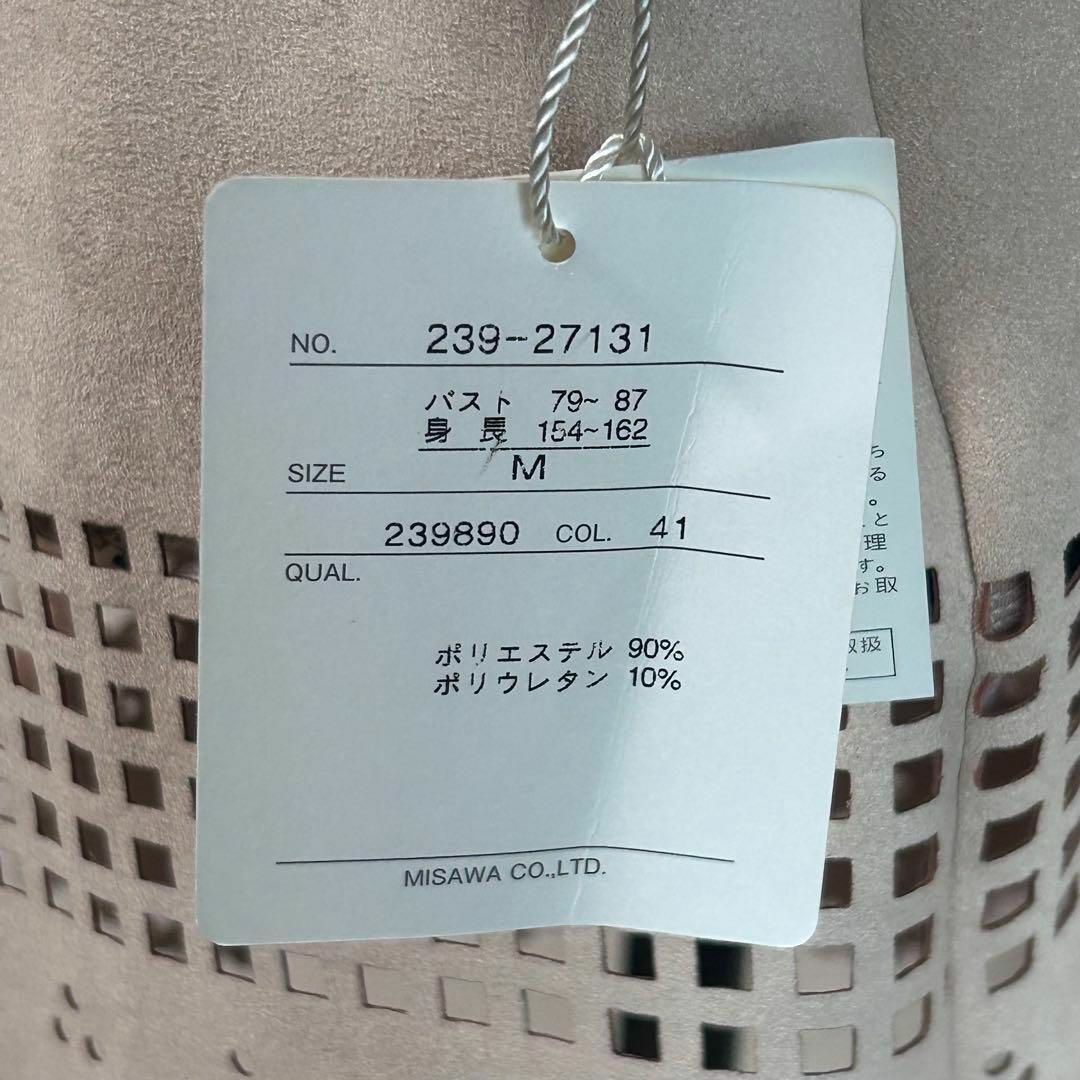 NO. 239-27131
バスト 79~ 87
身 長 154~162
SIZE M
239890 COL. 41
QUAL.
ポリエステル 90%
ポリウレタン 10%
MISAWA CO.,LTD.
ち
る
。
と
理
す。
お取
取扱